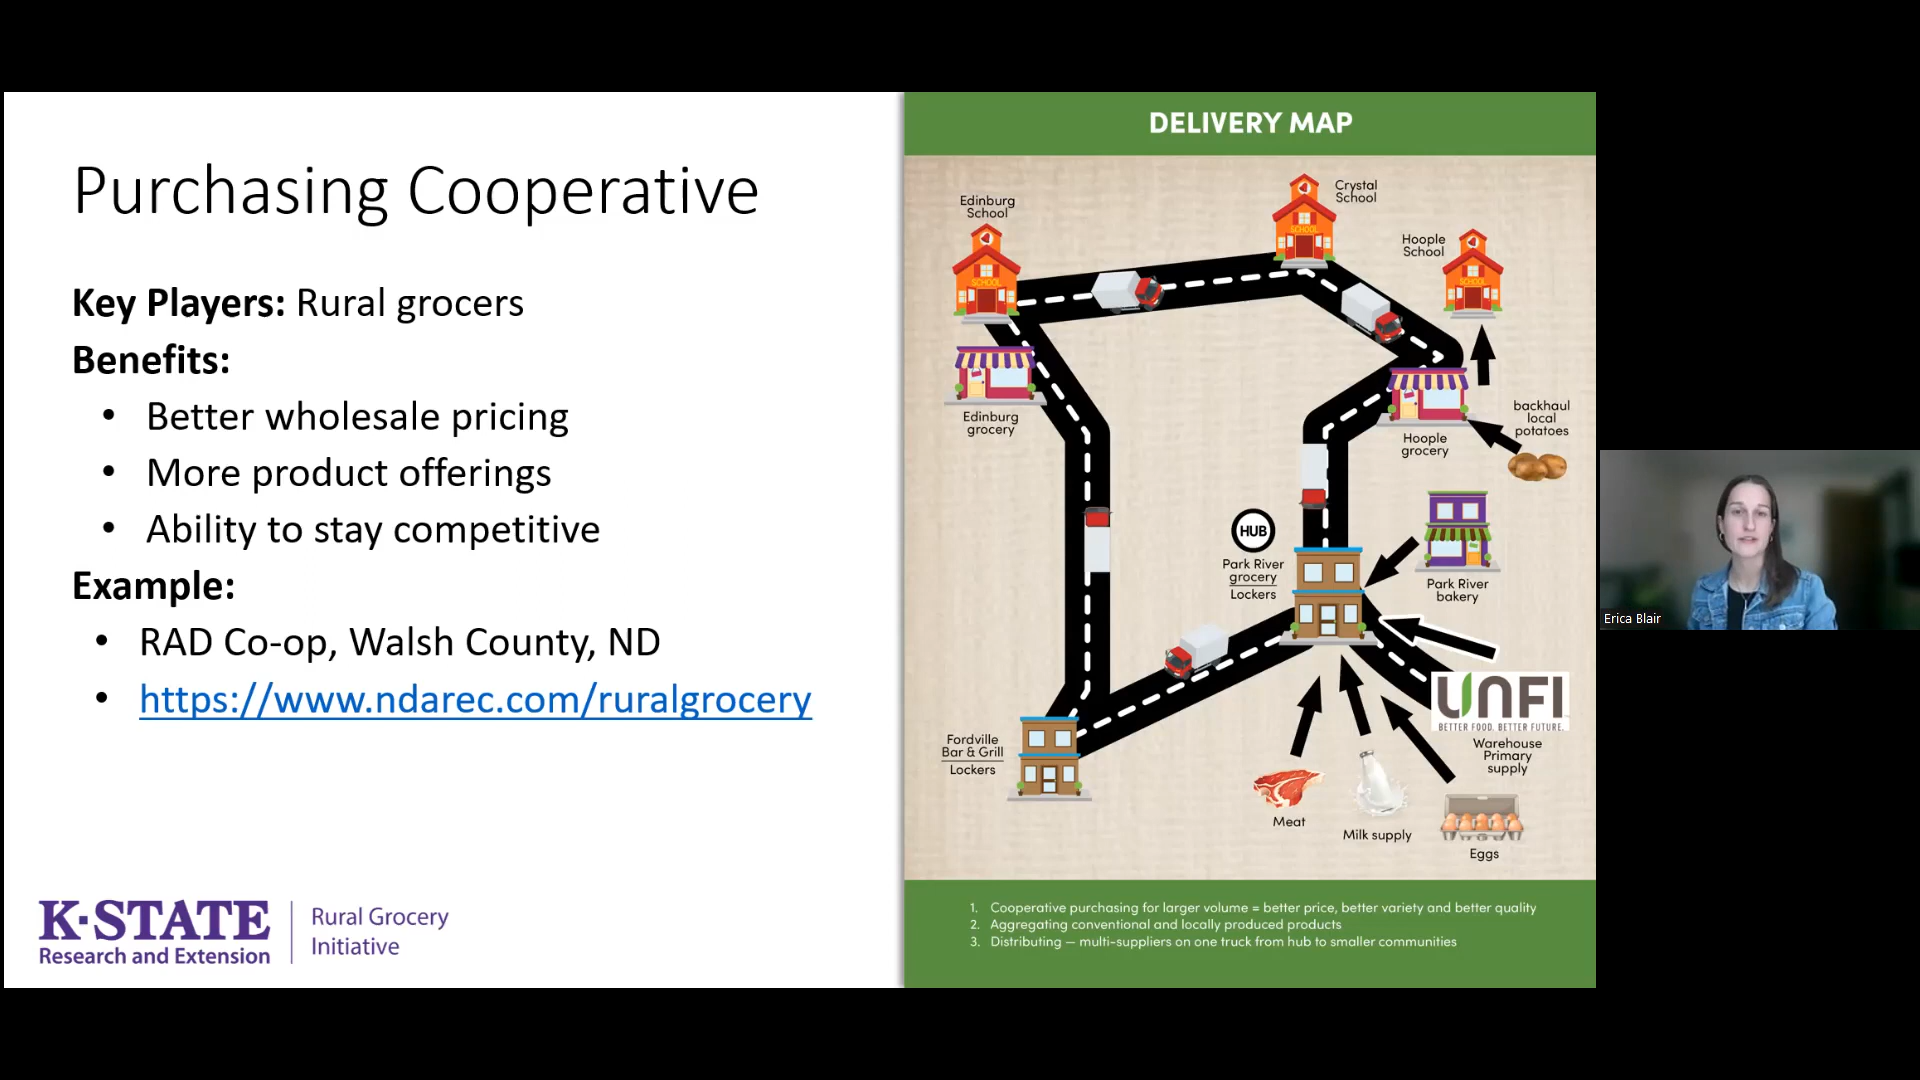 Purchasing Cooperative
Key Players: Rural grocers
Benefits:
• Better wholesale pricing
• More product offerings
• Ability to stay competitive
Example:
• RAD Co-op, Walsh County, ND
• https://www.ndarec.com/ruralgrocery
K·STATE
Research and Extension
Rural Grocery
Initiative
DELIVERY MAP
Edinburg
School
SCHOOL
Crystal
School
SCHOOL
Hoople
School
SCHOOL
Edinburg
grocery
Hoople
grocery
backhaul
local
potatoes
HUB
Park River
grocery
Lockers
Park River
bakery
UNFI
BETTER FOOD. BETTER FUTURE.
Warehouse
Primary
supply
Fordville
Bar & Grill
Lockers
Meat
Milk supply
Eggs
1. Cooperative purchasing for larger volume = better price, better variety and better quality
2. Aggregating conventional and locally produced products
3. Distributing — multi-suppliers on one truck from hub to smaller communities
Erica Blair